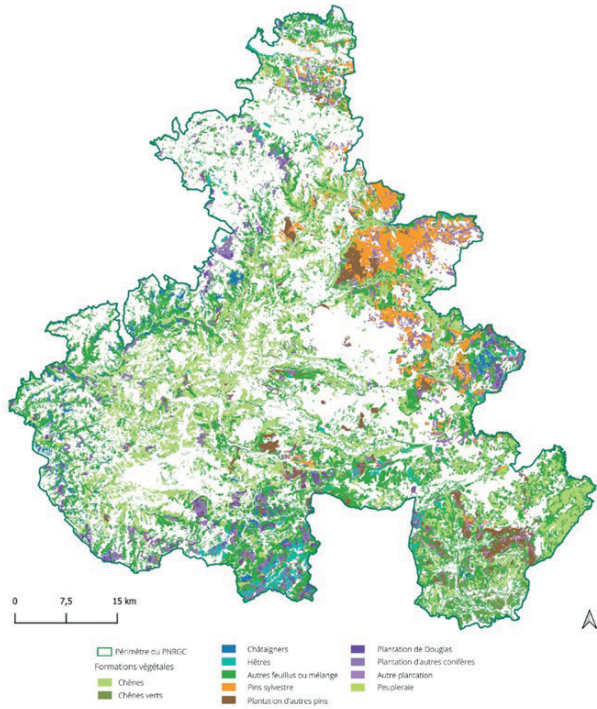 0 7,5 15 km
Périmètre du PNRGC
Formations végétales
Chênes
Chênes verts
Châtaigners
Hêtres
Autres feuillus ou mélange
Pins sylvestre
Plantation d'autres pins
Plantation de Douglas
Plantation d'autres conifères
Autre plantation
Peupleraie